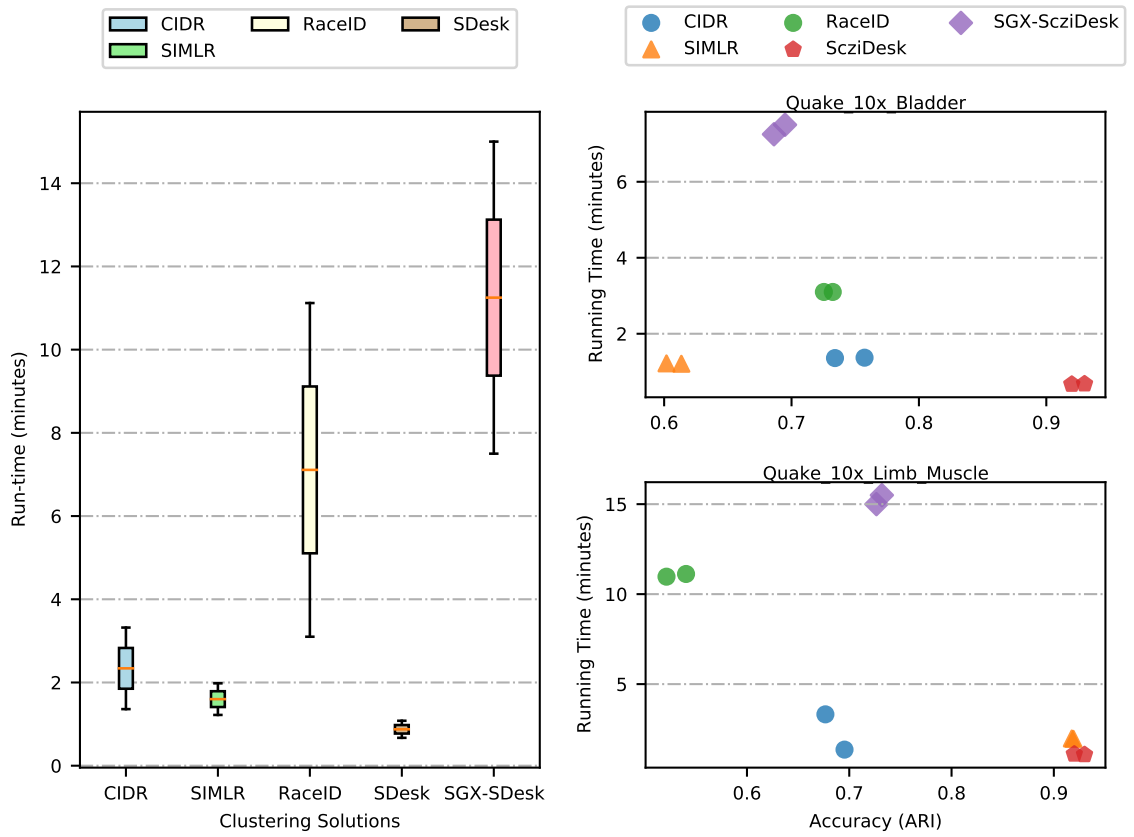 CIDR RaceID SDesk
SIMLR
CIDR RaceID SGX-ScziDesk
SIMLR ScziDesk
Run-time (minutes)
14
12
10
8
6
4
2
0
CIDR SIMLR RaceID SDesk SGX-SDesk
Clustering Solutions
Quake_10x_Bladder
Running Time (minutes)
6
4
2
0.6 0.7 0.8 0.9
Quake_10x_Limb_Muscle
Running Time (minutes)
15
10
5
0.6 0.7 0.8 0.9
Accuracy (ARI)